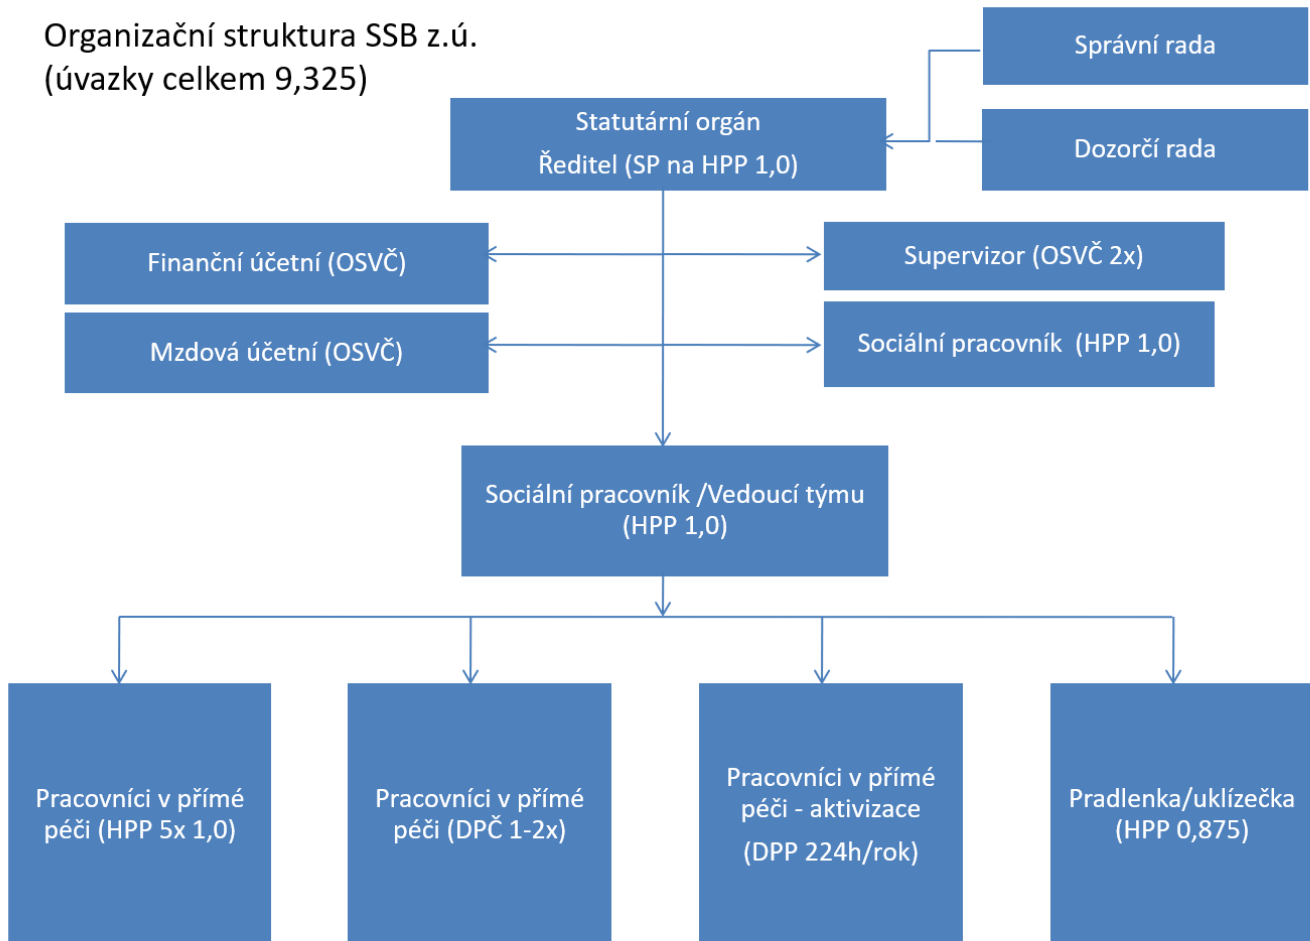 Organizační struktura SSB z.ú.
(úvazky celkem 9,325)
Správní rada
Statutární orgán
Ředitel (SP na HPP 1,0)
Dozorčí rada
Finanční účetní (OSVČ)
Supervizor (OSVČ 2x)
Mzdová účetní (OSVČ)
Sociální pracovník (HPP 1,0)
Sociální pracovník /Vedoucí týmu
(HPP 1,0)
Pracovníci v přímé
péči (HPP 5x 1,0)
Pracovníci v přímé
péči (DPČ 1-2x)
Pracovníci v přímé
péči - aktivizace
(DPP 224h/rok)
Pradlenka/uklízečka
(HPP 0,875)